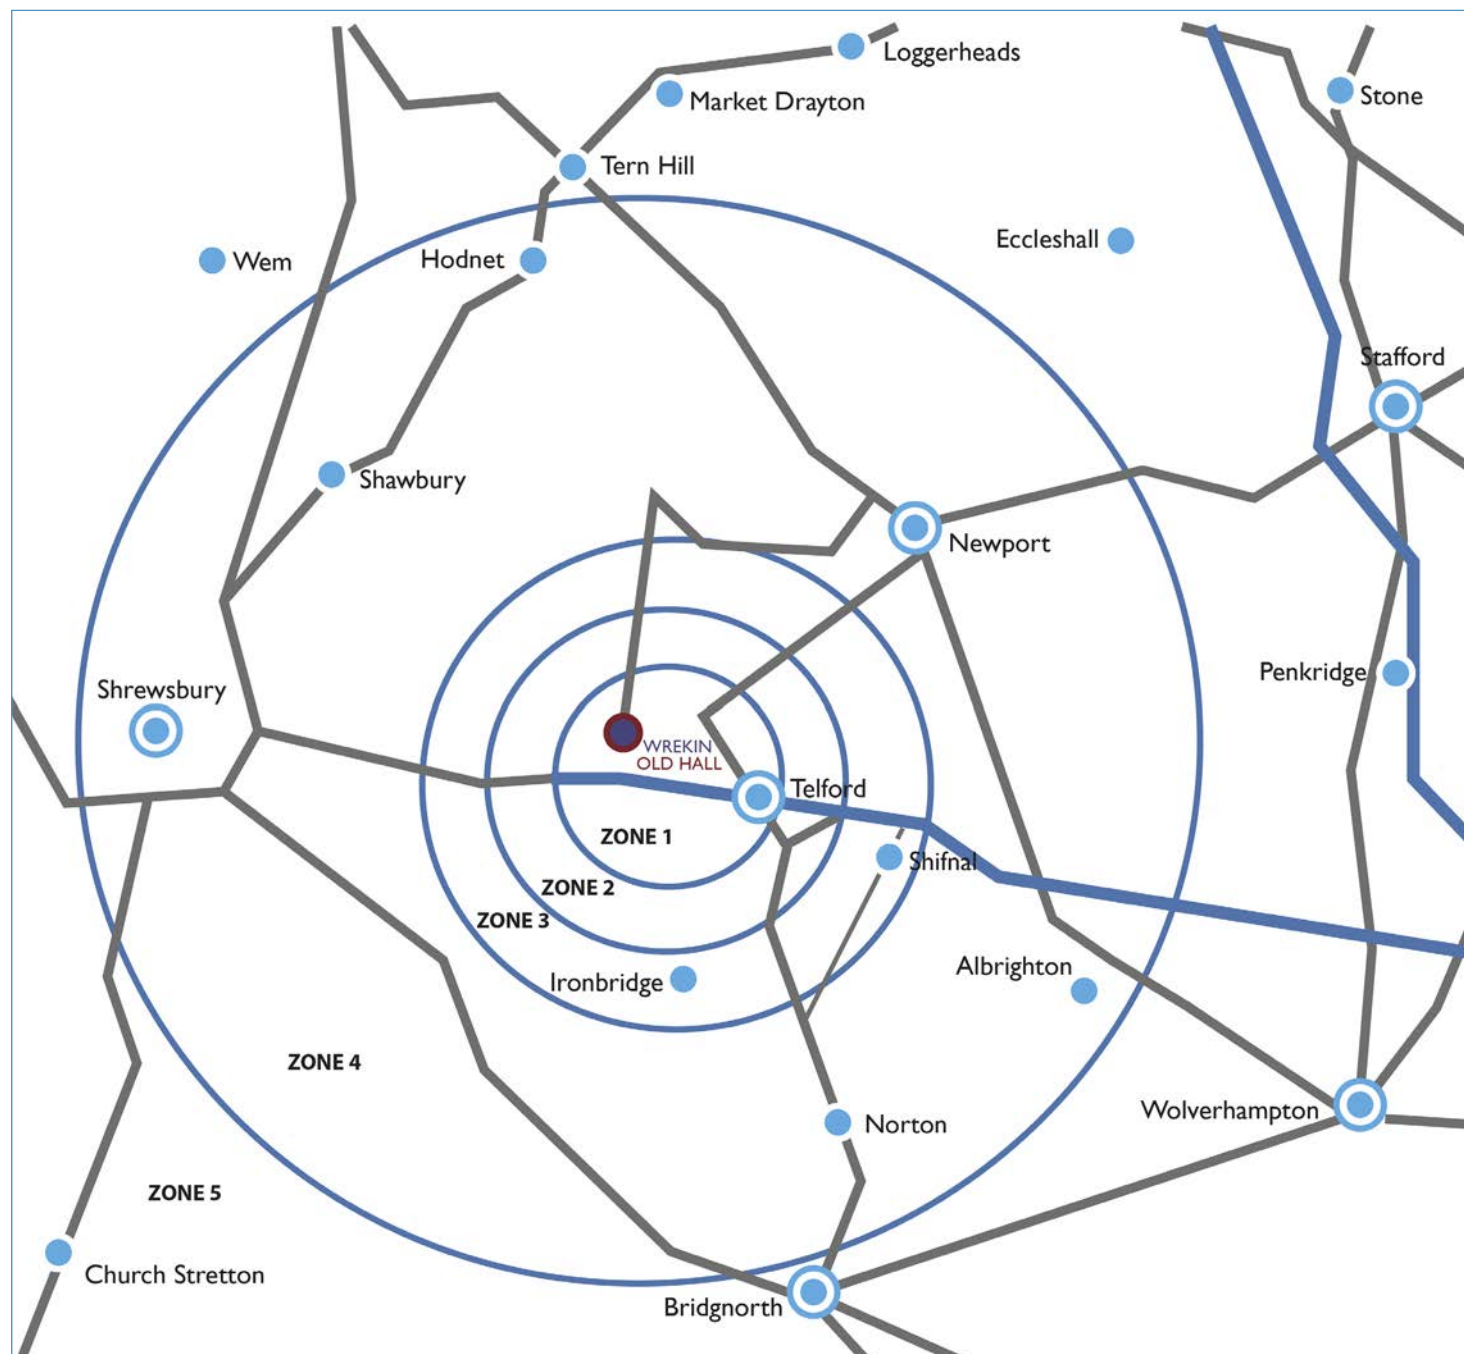 Loggerheads
Market Drayton
Stone
Tern Hill
Eccleshall
Wem
Hodnet
Stafford
Shawbury
Newport
Penkridge
Shrewsbury
WREKIN
OLD HALL
Telford
ZONE 1
Shifnal
ZONE 2
ZONE 3
Albrighton
Ironbridge
ZONE 4
Wolverhampton
Norton
ZONE 5
Church Stretton
Bridgnorth